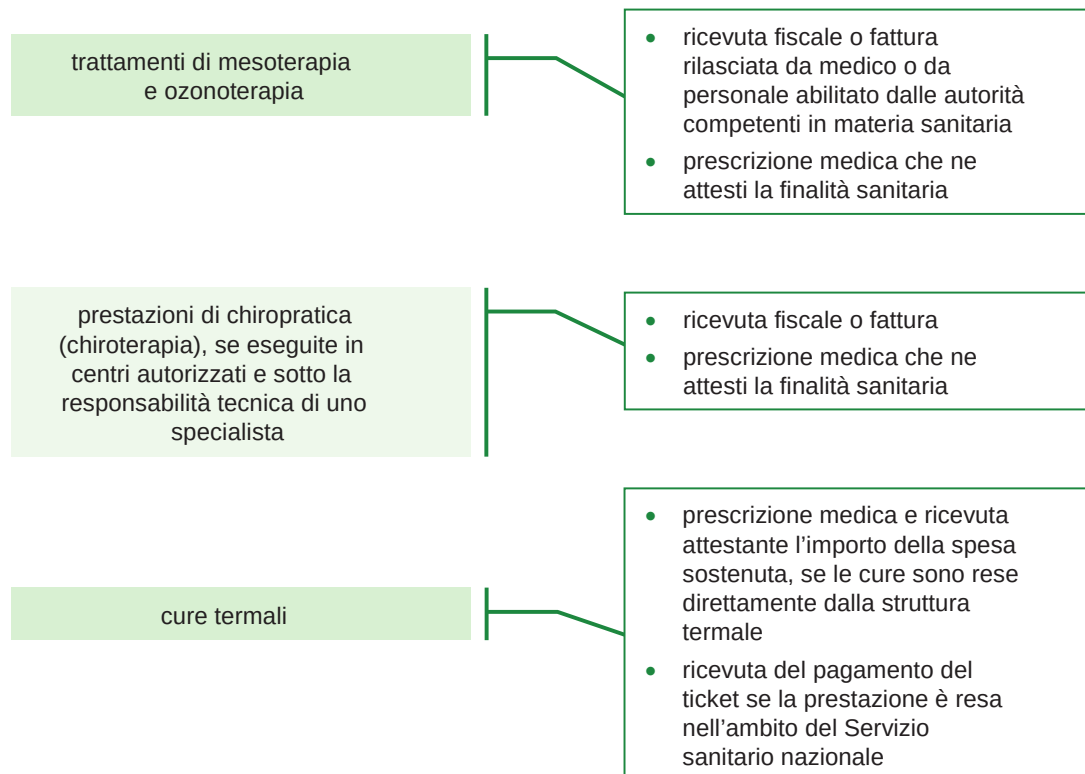 trattamenti di mesoterapia
e ozonoterapia
• ricevuta fiscale o fattura
rilasciata da medico o da
personale abilitato dalle autorità
competenti in materia sanitaria
• prescrizione medica che ne
attesti la finalità sanitaria
prestazioni di chiropratica
(chiroterapia), se eseguite in
centri autorizzati e sotto la
responsabilità tecnica di uno
specialista
• ricevuta fiscale o fattura
• prescrizione medica che ne
attesti la finalità sanitaria
cure termali
• prescrizione medica e ricevuta
attestante l’importo della spesa
sostenuta, se le cure sono rese
direttamente dalla struttura
termale
• ricevuta del pagamento del
ticket se la prestazione è resa
nell’ambito del Servizio
sanitario nazionale